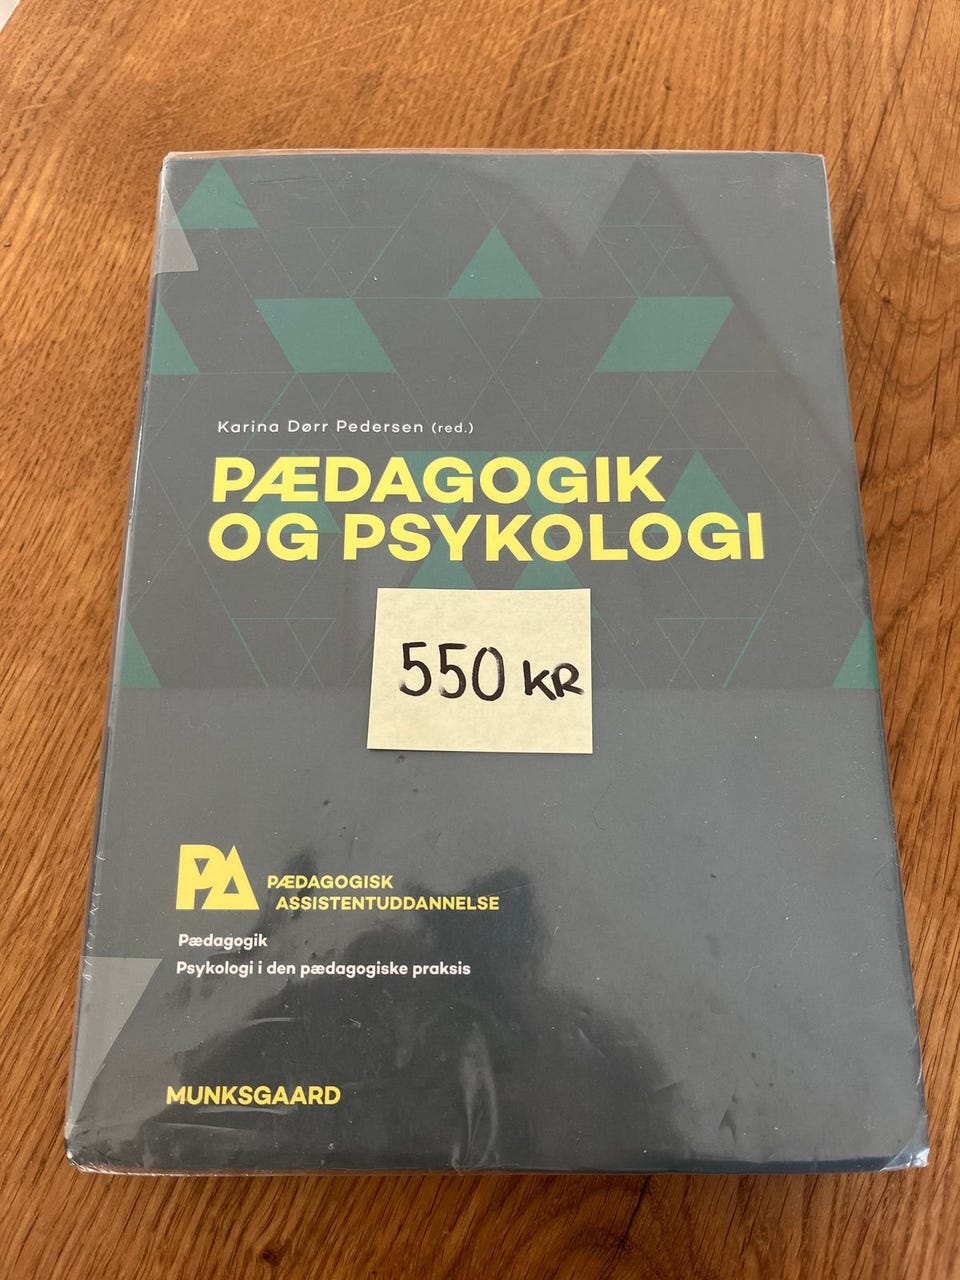 Karina Dørr Pedersen (red.)
PÆDAGOGIK
OG PSYKOLOGI
550 KR
PA
PÆDAGOGISK
ASSISTENTUDDANNELSE
Pædagogik
Psykologi i den pædagogiske praksis
MUNKSGAARD